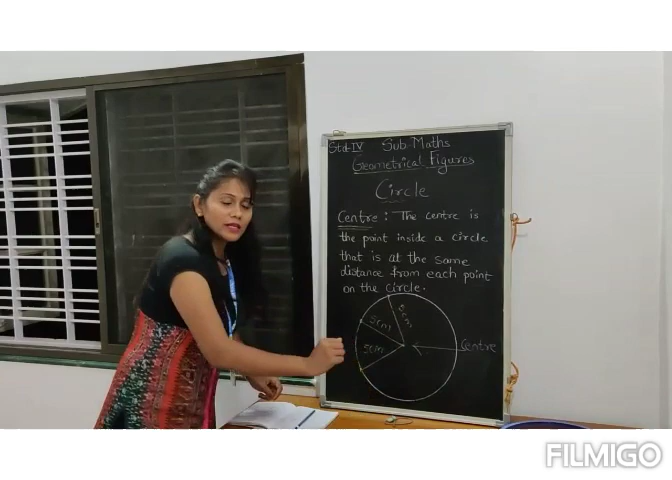 Std-IV Sub-Maths
Geometrical Figures
Circle
Centre : The centre is
the point inside a circle
that is at the same
distance from each point
on the circle.
5cm
5cm
5cm
Centre
FILMIGO